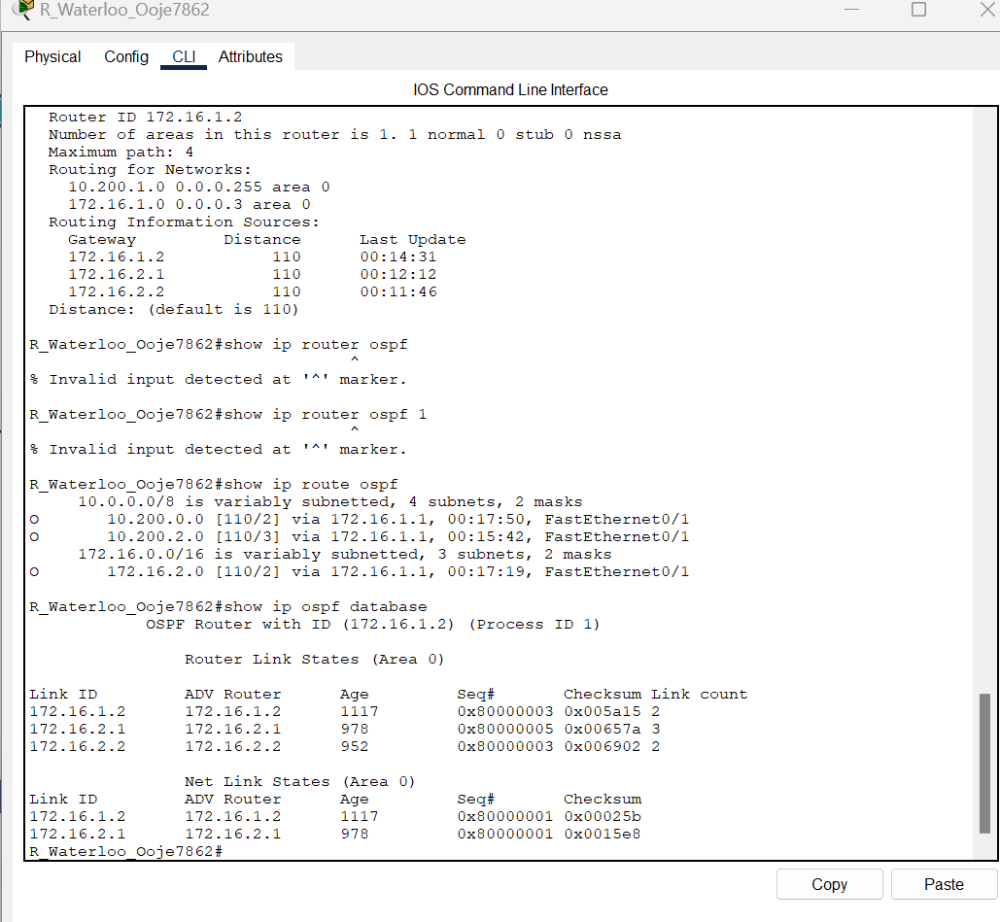 R_Waterloo_Ooje7862
Physical Config CLI Attributes
IOS Command Line Interface
Router ID 172.16.1.2
Number of areas in this router is 1. 1 normal 0 stub 0 nssa
Maximum path: 4
Routing for Networks:
10.200.1.0 0.0.0.255 area 0
172.16.1.0 0.0.0.3 area 0
Routing Information Sources:
Gateway Distance Last Update
172.16.1.2 110 00:14:31
172.16.2.1 110 00:12:12
172.16.2.2 110 00:11:46
Distance: (default is 110)
R_Waterloo_Ooje7862#show ip router ospf
^
% Invalid input detected at '^' marker.
R_Waterloo_Ooje7862#show ip router ospf 1
^
% Invalid input detected at '^' marker.
R_Waterloo_Ooje7862#show ip route ospf
10.0.0.0/8 is variably subnetted, 4 subnets, 2 masks
O 10.200.0.0 [110/2] via 172.16.1.1, 00:17:50, FastEthernet0/1
O 10.200.2.0 [110/3] via 172.16.1.1, 00:15:42, FastEthernet0/1
172.16.0.0/16 is variably subnetted, 3 subnets, 2 masks
O 172.16.2.0 [110/2] via 172.16.1.1, 00:17:19, FastEthernet0/1
R_Waterloo_Ooje7862#show ip ospf database
OSPF Router with ID (172.16.1.2) (Process ID 1)
Router Link States (Area 0)
Link ID ADV Router Age Seq# Checksum Link count
172.16.1.2 172.16.1.2 1117 0x80000003 0x005a15 2
172.16.2.1 172.16.2.1 978 0x80000005 0x00657a 3
172.16.2.2 172.16.2.2 952 0x80000003 0x006902 2
Net Link States (Area 0)
Link ID ADV Router Age Seq# Checksum
172.16.1.2 172.16.1.2 1117 0x80000001 0x00025b
172.16.2.1 172.16.2.1 978 0x80000001 0x0015e8
R_Waterloo_Ooje7862#
Copy Paste